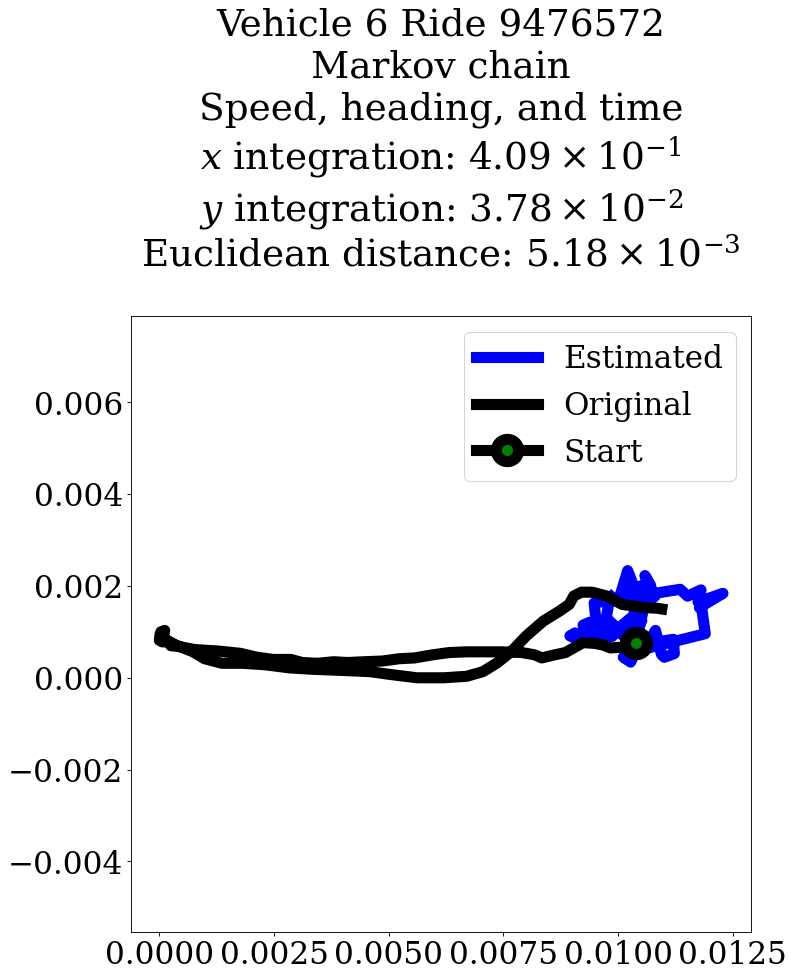 Vehicle 6 Ride 9476572
Markov chain
Speed, heading, and time
x integration: 4.09 × 10⁻¹
y integration: 3.78 × 10⁻²
Euclidean distance: 5.18 × 10⁻³
Estimated
Original
Start
0.006
0.004
0.002
0.000
−0.002
−0.004
0.0000 0.0025 0.0050 0.0075 0.0100 0.0125